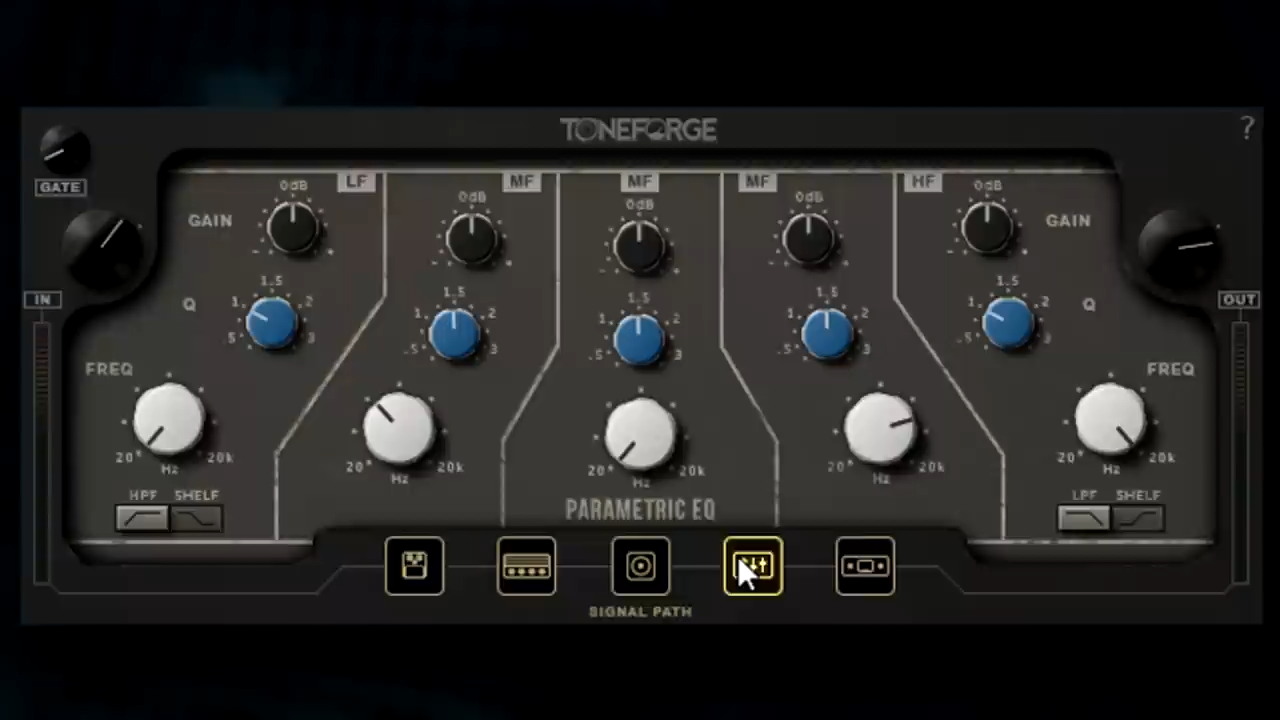 TONEFORGE
?
GATE
LF MF MF MF HF
0dB 0dB 0dB 0dB 0dB
GAIN GAIN
- + - + - + - + - +
IN OUT
Q .5 1 1.5 2 3
.5 1 1.5 2 3
.5 1 1.5 2 3
.5 1 1.5 2 3
.5 1 1.5 2 3 Q
FREQ FREQ
20 Hz 20k
20 Hz 20k
20 Hz 20k
20 Hz 20k
20 Hz 20k
HPF SHELF LPF SHELF
PARAMETRIC EQ
SIGNAL PATH